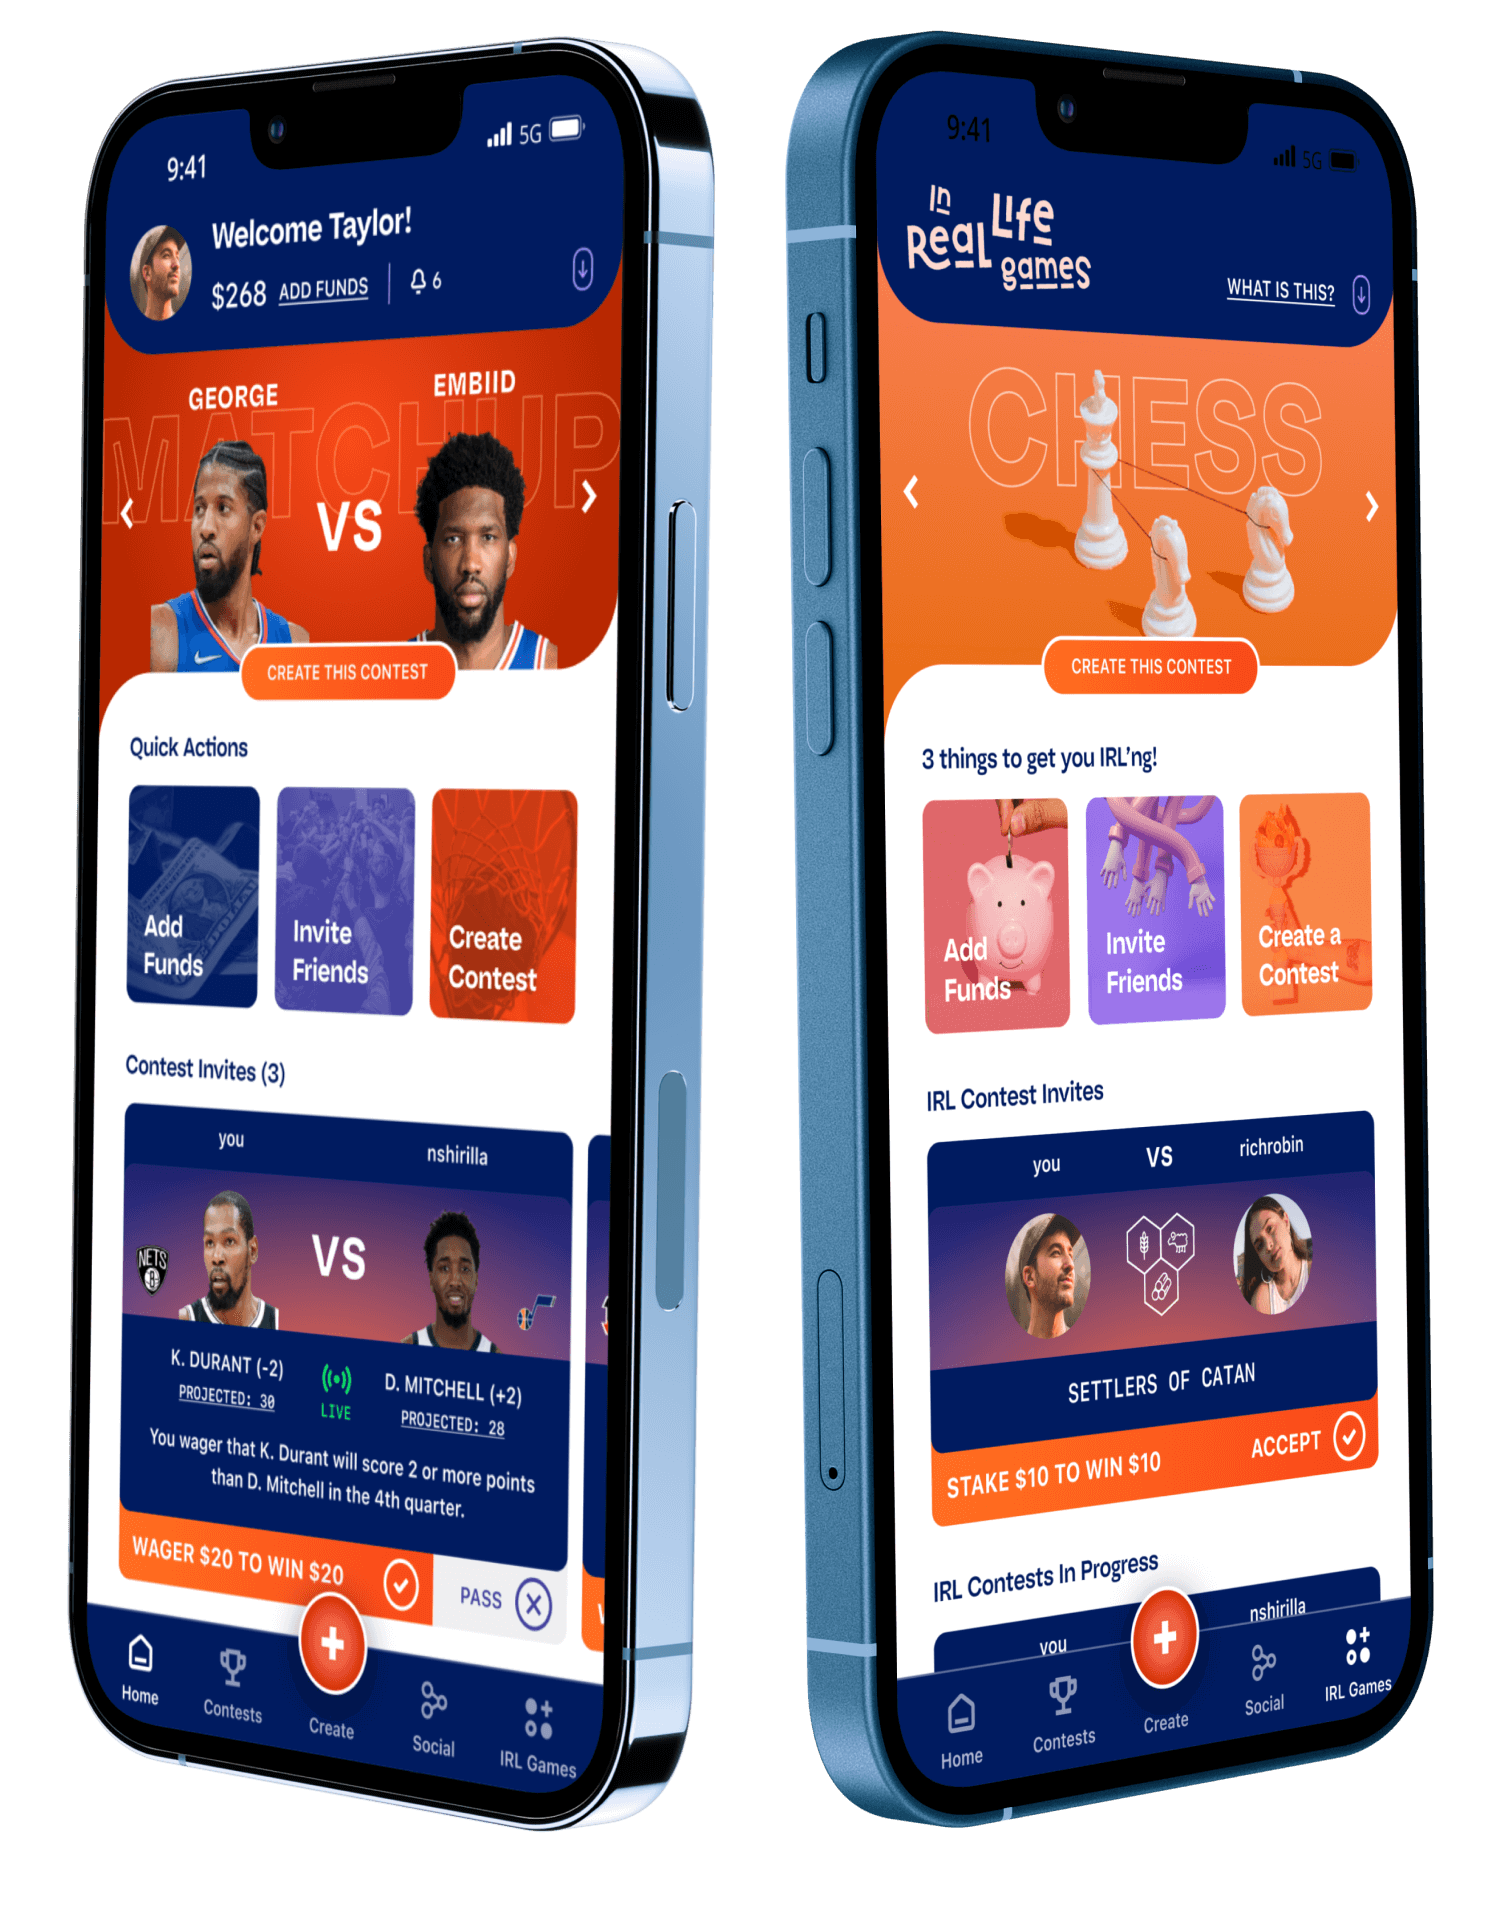 9:41
5G
Welcome Taylor!
$268 ADD FUNDS 6
GEORGE
EMBIID
MATCHUP
VS
CREATE THIS CONTEST
Quick Actions
Add
Funds
Invite
Friends
Create
Contest
Contest Invites (3)
you
nshirilla
NETS
B
VS
K. DURANT (-2)
PROJECTED: 30
LIVE
D. MITCHELL (+2)
PROJECTED: 28
You wager that K. Durant will score 2 or more points
than D. Mitchell in the 4th quarter.
WAGER $20 TO WIN $20
PASS
Home
Contests
Create
Social
IRL Games
9:41
5G
In
Real Life
games
WHAT IS THIS?
CHESS
CREATE THIS CONTEST
3 things to get you IRL'ng!
Add
Funds
Invite
Friends
Create a
Contest
IRL Contest Invites
you
VS
richrobin
SETTLERS OF CATAN
STAKE $10 TO WIN $10
ACCEPT
IRL Contests In Progress
you
nshirilla
Home
Contests
Create
Social
IRL Games